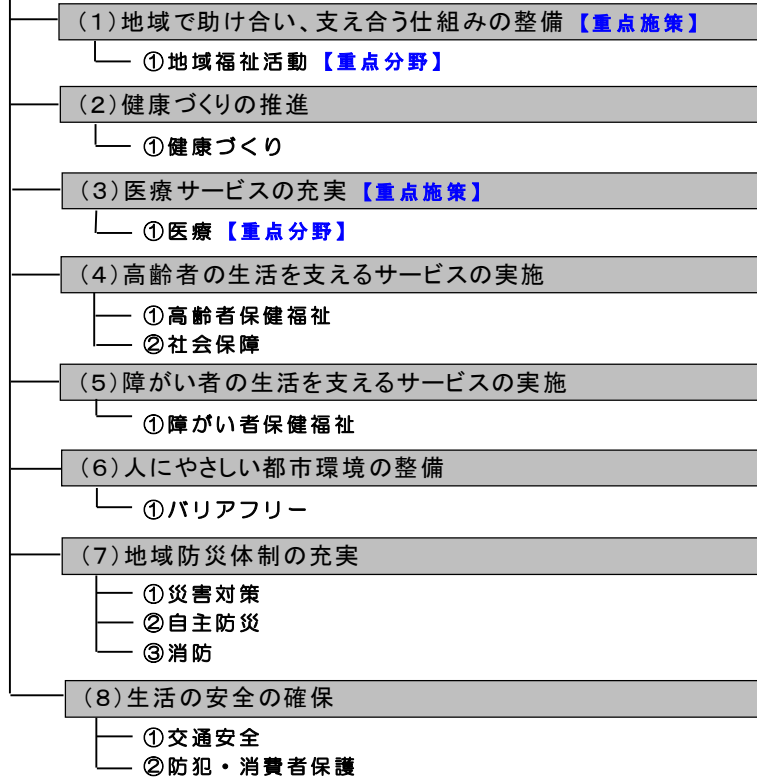 （1）地域で助け合い、支え合う仕組みの整備【重点施策】
①地域福祉活動【重点分野】
（2）健康づくりの推進
①健康づくり
（3）医療サービスの充実【重点施策】
①医療【重点分野】
（4）高齢者の生活を支えるサービスの実施
①高齢者保健福祉
②社会保障
（5）障がい者の生活を支えるサービスの実施
①障がい者保健福祉
（6）人にやさしい都市環境の整備
①バリアフリー
（7）地域防災体制の充実
①災害対策
②自主防災
③消防
（8）生活の安全の確保
①交通安全
②防犯・消費者保護